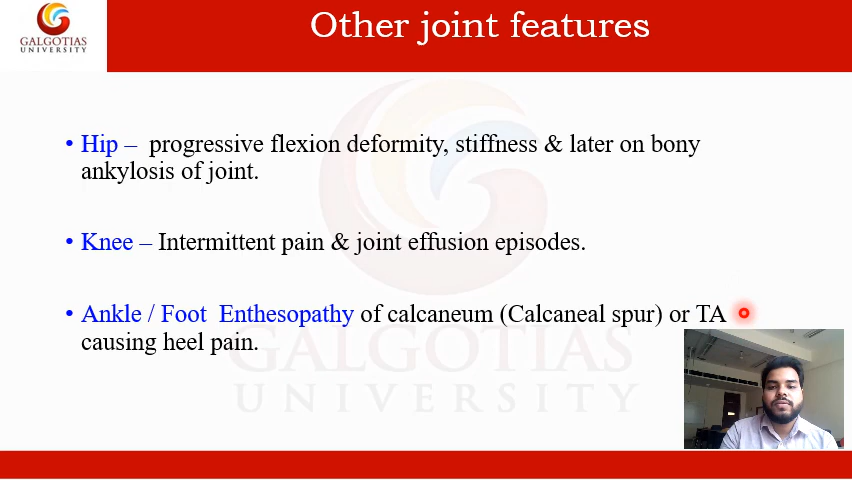 Other joint features
GALGOTIAS
UNIVERSITY
• Hip – progressive flexion deformity, stiffness & later on bony
ankylosis of joint.
• Knee – Intermittent pain & joint effusion episodes.
• Ankle / Foot Enthesopathy of calcaneum (Calcaneal spur) or TA
causing heel pain.
GALGOTIAS
UNIVERSITY